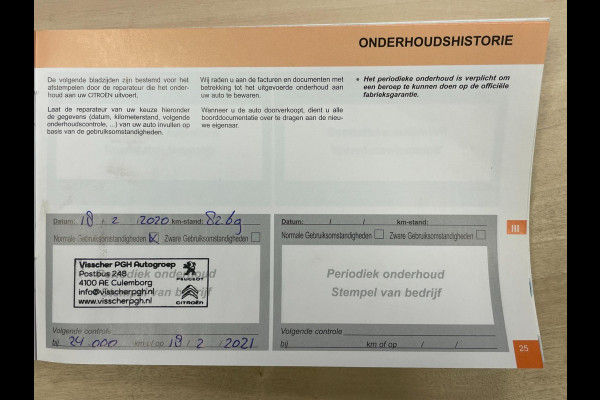 ONDERHOUDSHISTORIE
De volgende bladzijden zijn bestemd voor het
afstempelen door de reparateur die het onder-
houd aan uw CITROËN uitvoert.
Laat de reparateur van uw keuze hieronder
de gegevens (datum, kilometerstand, volgende
onderhoudscontrole, ...) van uw auto invullen op
basis van de gebruiksomstandigheden.
Wij raden u aan de facturen en documenten met
betrekking tot het uitgevoerde onderhoud aan
uw auto te bewaren.
Wanneer u de auto doorverkoopt, dient u alle
boorddocumentatie over te dragen aan de nieu-
we eigenaar.
• Het periodieke onderhoud is verplicht om
een beroep te kunnen doen op de officiële
fabrieksgarantie.
Datum: 18 / 2 / 2020 km-stand: 8269
Normale Gebruiksomstandigheden Zware Gebruiksomstandigheden
Periodiek onderhoud
Stempel van bedrijf
Visscher PGH Autogroep
Postbus 248
4100 AE Culemborg
info@visscherpgh.nl
www.visscherpgh.nl
PEUGEOT
CITROËN
Volgende controle
bij 24.000 km of op 18 / 2 / 2021
Datum: / / km-stand:
Normale Gebruiksomstandigheden Zware Gebruiksomstandigheden
Periodiek onderhoud
Stempel van bedrijf
Volgende controle
bij km of op / /
III
25